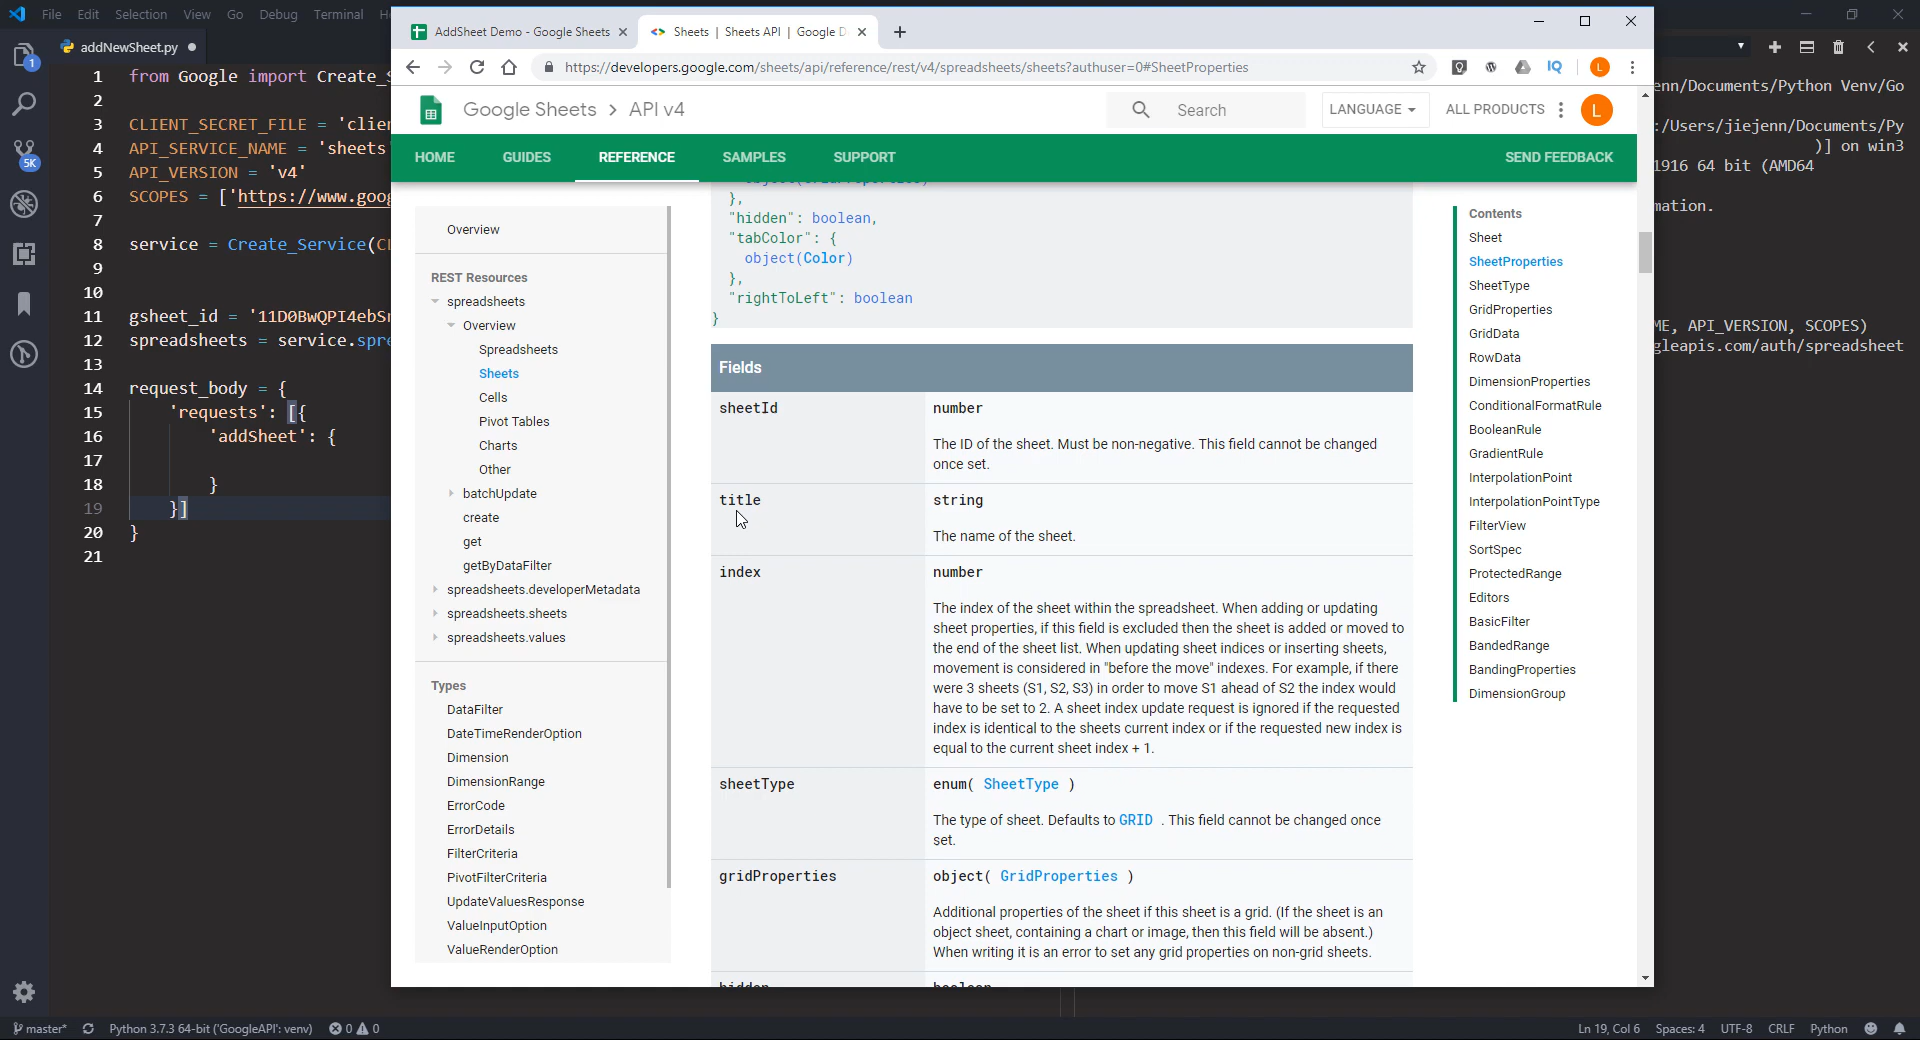 File Edit Selection View Go Debug Terminal
addNewSheet.py
1 from Google import Create_S
2
3 CLIENT_SECRET_FILE = 'clie
4 API_SERVICE_NAME = 'sheets'
5 API_VERSION = 'v4'
6 SCOPES = ['https://www.goog
7
8 service = Create_Service(Cl
9
10
11 gsheet_id = '11D0BwQPI4ebSr
12 spreadsheets = service.spre
13
14 request_body = {
15 'requests': [{
16 'addSheet': {
17
18 }
19 }]
20 }
21
AddSheet Demo - Google Sheets
Sheets | Sheets API | Google D
https://developers.google.com/sheets/api/reference/rest/v4/spreadsheets/sheets?authuser=0#SheetProperties
L
Google Sheets > API v4
Search
LANGUAGE
ALL PRODUCTS
L
HOME GUIDES REFERENCE SAMPLES SUPPORT SEND FEEDBACK
Overview
REST Resources
spreadsheets
Overview
Spreadsheets
Sheets
Cells
Pivot Tables
Charts
Other
batchUpdate
create
get
getByDataFilter
spreadsheets.developerMetadata
spreadsheets.sheets
spreadsheets.values
Types
DataFilter
DateTimeRenderOption
Dimension
DimensionRange
ErrorCode
ErrorDetails
FilterCriteria
PivotFilterCriteria
UpdateValuesResponse
ValueInputOption
ValueRenderOption
},
"hidden": boolean,
"tabColor": {
object(Color)
},
"rightToLeft": boolean
}
Fields
sheetId
number
The ID of the sheet. Must be non-negative. This field cannot be changed
once set.
title
string
The name of the sheet.
index
number
The index of the sheet within the spreadsheet. When adding or updating
sheet properties, if this field is excluded then the sheet is added or moved to
the end of the sheet list. When updating sheet indices or inserting sheets,
movement is considered in "before the move" indexes. For example, if there
were 3 sheets (S1, S2, S3) in order to move S1 ahead of S2 the index would
have to be set to 2. A sheet index update request is ignored if the requested
index is identical to the sheets current index or if the requested new index is
equal to the current sheet index + 1.
sheetType
enum( SheetType )
The type of sheet. Defaults to GRID . This field cannot be changed once
set.
gridProperties
object( GridProperties )
Additional properties of the sheet if this sheet is a grid. (If the sheet is an
object sheet, containing a chart or image, then this field will be absent.)
When writing it is an error to set any grid properties on non-grid sheets.
Contents
Sheet
SheetProperties
SheetType
GridProperties
GridData
RowData
DimensionProperties
ConditionalFormatRule
BooleanRule
GradientRule
InterpolationPoint
InterpolationPointType
FilterView
SortSpec
ProtectedRange
Editors
BasicFilter
BandedRange
BandingProperties
DimensionGroup
enn/Documents/Python Venv/Go
:/Users/jiejenn/Documents/Py
)] on win3
1916 64 bit (AMD64
mation.
ME, API_VERSION, SCOPES)
gleapis.com/auth/spreadsheet
1
5K
master* Python 3.7.3 64-bit ('GoogleAPI': venv) 0 0
Ln 19, Col 6 Spaces: 4 UTF-8 CRLF Python